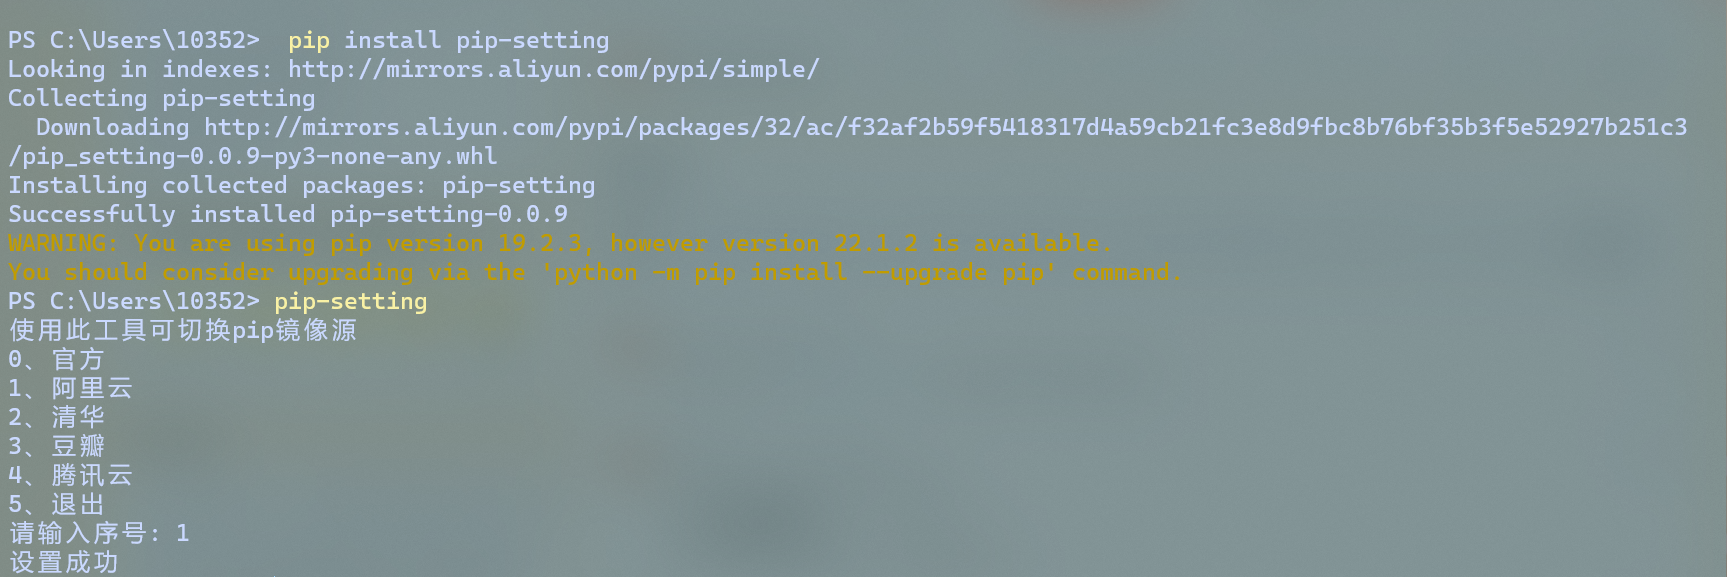 PS C:\Users\10352>  pip install pip-setting
Looking in indexes: http://mirrors.aliyun.com/pypi/simple/
Collecting pip-setting
  Downloading http://mirrors.aliyun.com/pypi/packages/32/ac/f32af2b59f5418317d4a59cb21fc3e8d9fbc8b76bf35b3f5e52927b251c3
/pip_setting-0.0.9-py3-none-any.whl
Installing collected packages: pip-setting
Successfully installed pip-setting-0.0.9
WARNING: You are using pip version 19.2.3, however version 22.1.2 is available.
You should consider upgrading via the 'python -m pip install --upgrade pip' command.
PS C:\Users\10352> pip-setting
使用此工具可切换pip镜像源
0、官方
1、阿里云
2、清华
3、豆瓣
4、腾讯云
5、退出
请输入序号: 1
设置成功